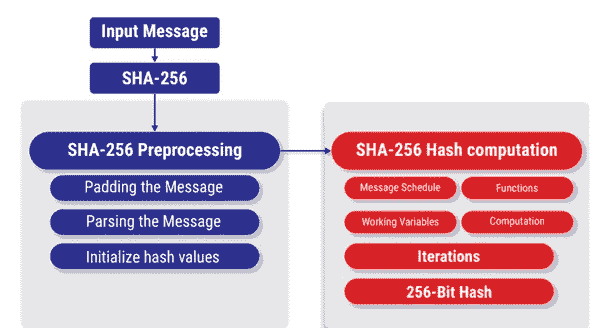 Input Message
SHA-256
SHA-256 Preprocessing
Padding the Message
Parsing the Message
Initialize hash values
SHA-256 Hash computation
Message Schedule
Functions
Working Variables
Computation
Iterations
256-Bit Hash